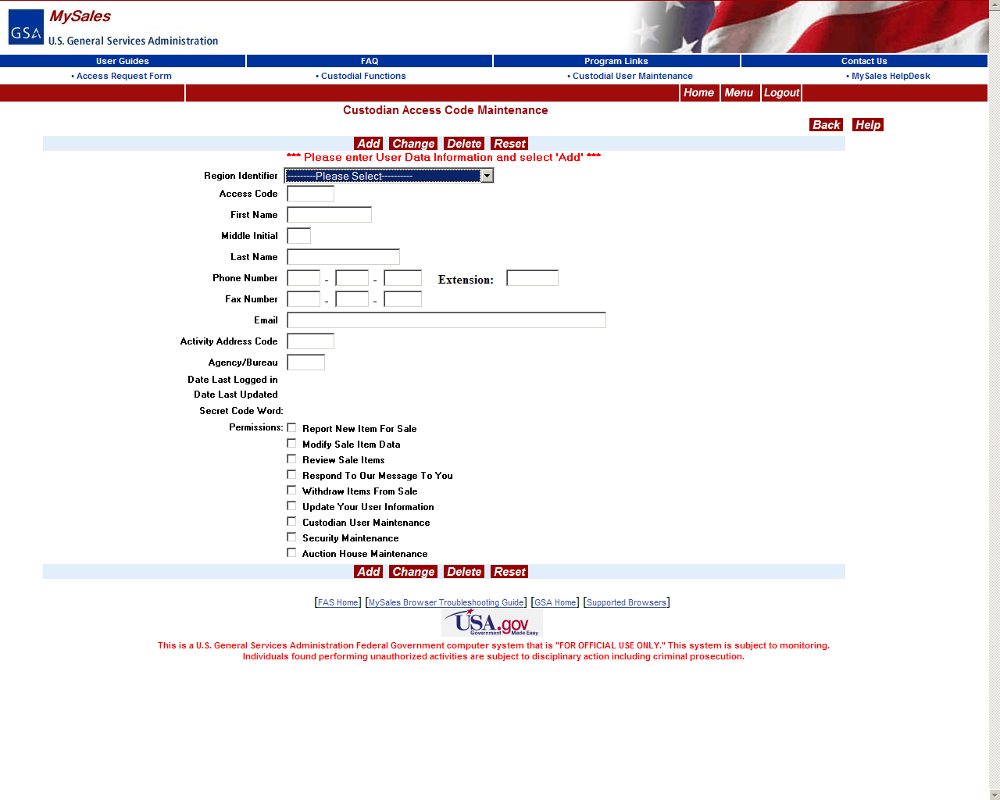 MySales
GSA
U.S. General Services Administration
User Guides FAQ Program Links Contact Us
• Access Request Form • Custodial Functions • Custodial User Maintenance • MySales HelpDesk
Home Menu Logout
Custodian Access Code Maintenance
Back Help
Add Change Delete Reset
*** Please enter User Data Information and select 'Add' ***
Region Identifier ---------Please Select----------
Access Code
First Name
Middle Initial
Last Name
Phone Number - - Extension:
Fax Number - -
Email
Activity Address Code
Agency/Bureau
Date Last Logged in
Date Last Updated
Secret Code Word:
Permissions: Report New Item For Sale
Modify Sale Item Data
Review Sale Items
Respond To Our Message To You
Withdraw Items From Sale
Update Your User Information
Custodian User Maintenance
Security Maintenance
Auction House Maintenance
Add Change Delete Reset
[FAS Home] [MySales Browser Troubleshooting Guide] [GSA Home] [Supported Browsers]
USA.gov
Government Made Easy
This is a U.S. General Services Administration Federal Government computer system that is "FOR OFFICIAL USE ONLY." This system is subject to monitoring.
Individuals found performing unauthorized activities are subject to disciplinary action including criminal prosecution.